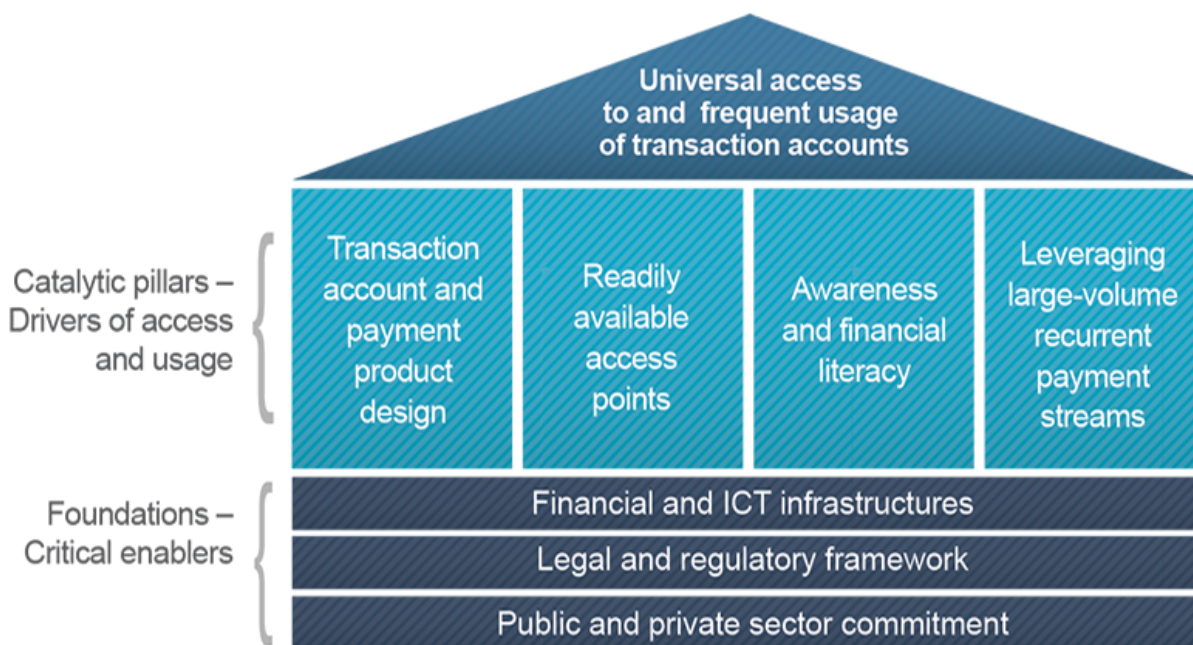 Universal access
to and frequent usage
of transaction accounts
Catalytic pillars –
Drivers of access
and usage
Transaction
account and
payment
product
design
Readily
available
access
points
Awareness
and financial
literacy
Leveraging
large-volume
recurrent
payment
streams
Foundations –
Critical enablers
Financial and ICT infrastructures
Legal and regulatory framework
Public and private sector commitment